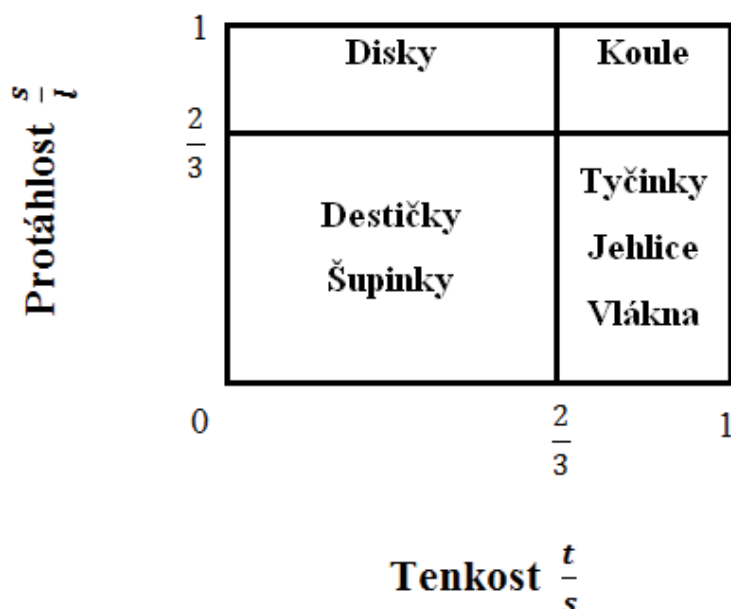 1
Disky
Koule
2
3
Protáhlost s/l
Destičky
Šupinky
Tyčinky
Jehlice
Vlákna
0
2
3
1
Tenkost t/s